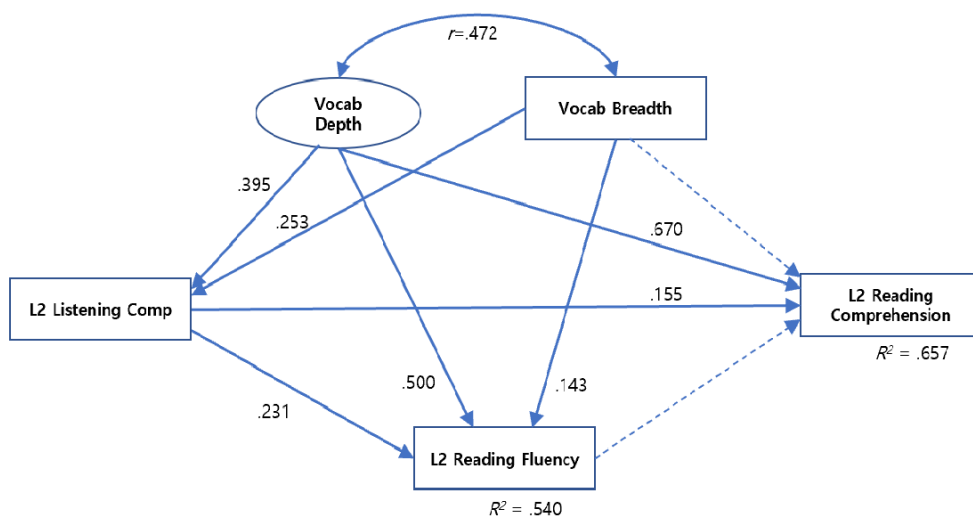 r=.472
Vocab
Depth
Vocab Breadth
.395
.253
.670
L2 Listening Comp
.155
L2 Reading
Comprehension
R² = .657
.231
.500
.143
L2 Reading Fluency
R² = .540